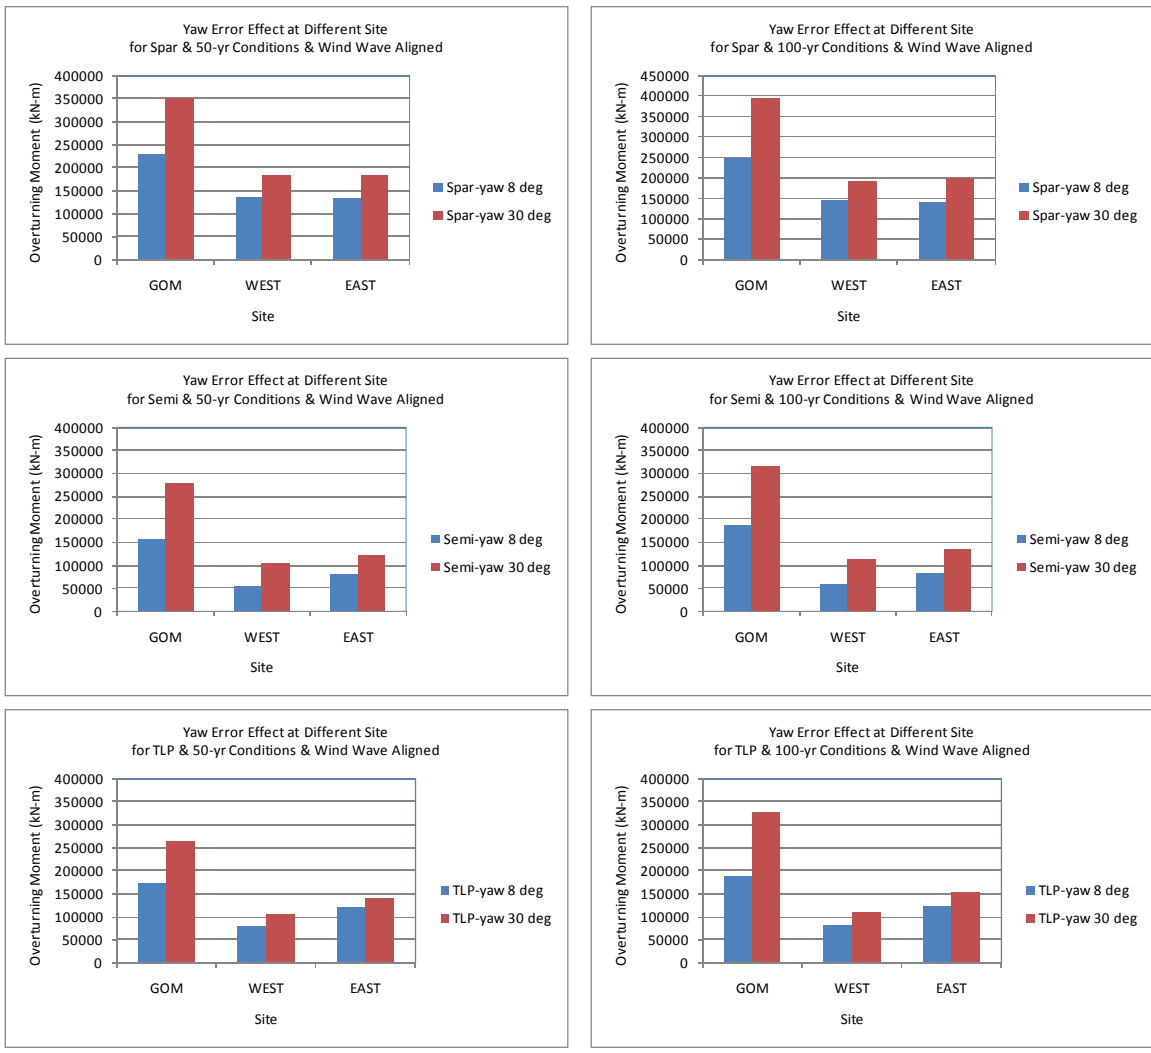 Yaw Error Effect at Different Site
for Spar & 50-yr Conditions & Wind Wave Aligned
Overturning Moment (kN-m)
400000
350000
300000
250000
200000
150000
100000
50000
0
GOM WEST EAST
Site
Spar-yaw 8 deg
Spar-yaw 30 deg
Yaw Error Effect at Different Site
for Spar & 100-yr Conditions & Wind Wave Aligned
Overturning Moment (kN-m)
450000
400000
350000
300000
250000
200000
150000
100000
50000
0
GOM WEST EAST
Site
Spar-yaw 8 deg
Spar-yaw 30 deg
Yaw Error Effect at Different Site
for Semi & 50-yr Conditions & Wind Wave Aligned
Overturning Moment (kN-m)
400000
350000
300000
250000
200000
150000
100000
50000
0
GOM WEST EAST
Site
Semi-yaw 8 deg
Semi-yaw 30 deg
Yaw Error Effect at Different Site
for Semi & 100-yr Conditions & Wind Wave Aligned
Overturning Moment (kN-m)
400000
350000
300000
250000
200000
150000
100000
50000
0
GOM WEST EAST
Site
Semi-yaw 8 deg
Semi-yaw 30 deg
Yaw Error Effect at Different Site
for TLP & 50-yr Conditions & Wind Wave Aligned
Overturning Moment (kN-m)
400000
350000
300000
250000
200000
150000
100000
50000
0
GOM WEST EAST
Site
TLP-yaw 8 deg
TLP-yaw 30 deg
Yaw Error Effect at Different Site
for TLP & 100-yr Conditions & Wind Wave Aligned
Overturning Moment (kN-m)
400000
350000
300000
250000
200000
150000
100000
50000
0
GOM WEST EAST
Site
TLP-yaw 8 deg
TLP-yaw 30 deg